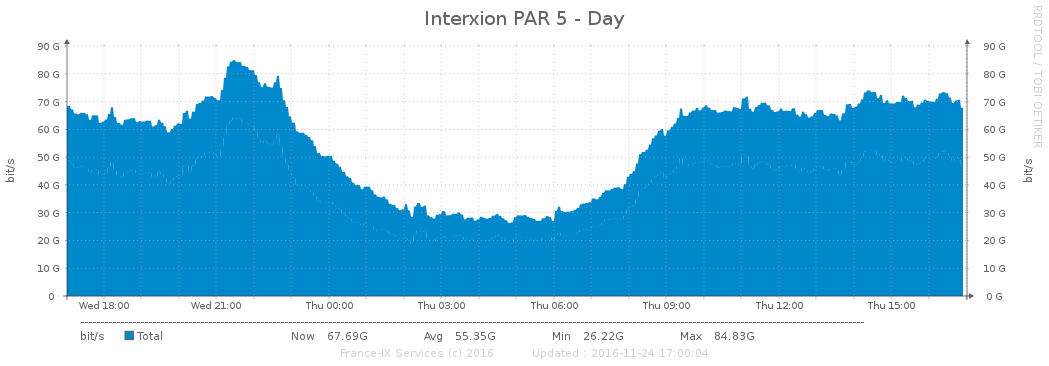 Interxion PAR 5 - Day
RRDTOOL / TOBI OETIKER
bit/s
90 G 90 G
80 G 80 G
70 G 70 G
60 G 60 G
50 G 50 G
40 G 40 G
30 G 30 G
20 G 20 G
10 G 10 G
0 0 G
bit/s
Wed 18:00 Wed 21:00 Thu 00:00 Thu 03:00 Thu 06:00 Thu 09:00 Thu 12:00 Thu 15:00
bit/s Total Now 67.69G Avg 55.35G Min 26.22G Max 84.83G
France-IX Services (c) 2016 Updated : 2016-11-24 17:00:04